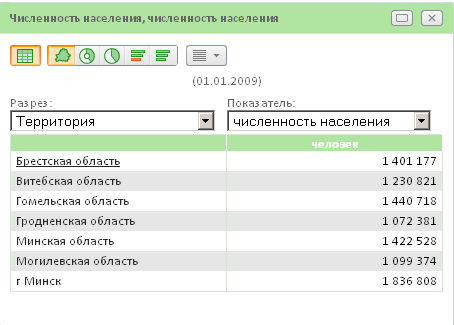 Численность населения, численность населения
(01.01.2009)
Разрез: Показатель:
Территория численность населения
человек
Брестская область 1 401 177
Витебская область 1 230 821
Гомельская область 1 440 718
Гродненская область 1 072 381
Минская область 1 422 528
Могилевская область 1 099 374
г Минск 1 836 808